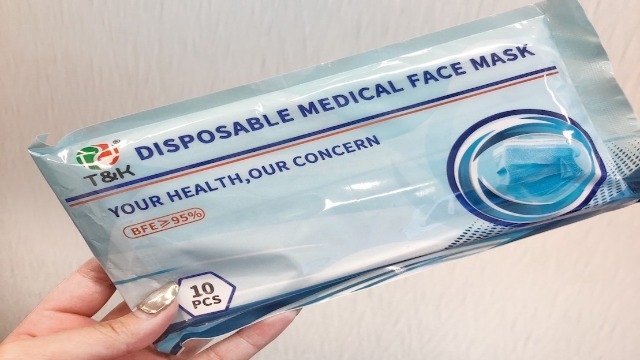 DISPOSABLE MEDICAL FACE MASK
T&K®
YOUR HEALTH,OUR CONCERN
BFE≥95%
10
PCS